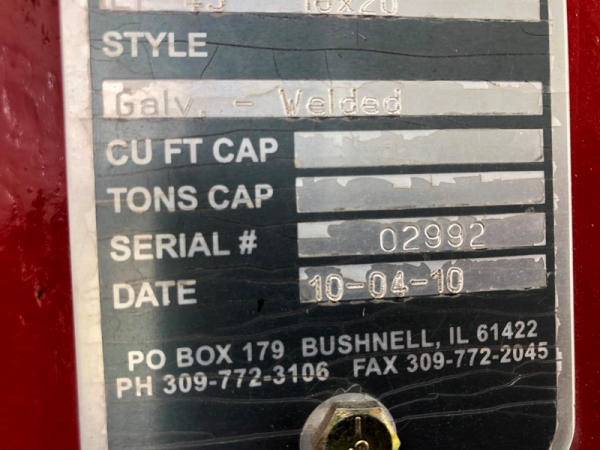 16x20
STYLE
Galv. - Welded
CU FT CAP
TONS CAP
SERIAL # 02992
DATE 10-04-10
PO BOX 179 BUSHNELL, IL 61422
PH 309-772-3106 FAX 309-772-2045